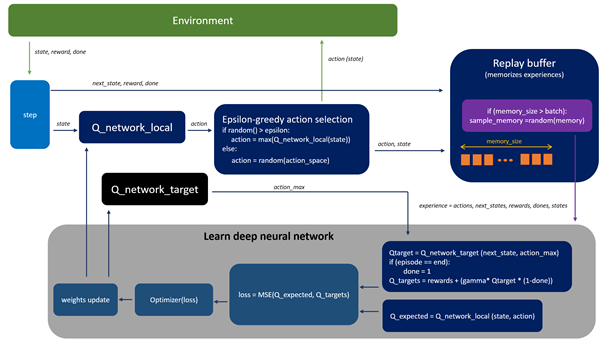 Environment
state, reward, done
action (state)
next_state, reward, done
Replay buffer
(memorizes experiences)
step
state
Q_network_local
action
Epsilon-greedy action selection
if random() > epsilon:
action = max(Q_network_local(state))
else:
action = random(action_space)
action, state
if (memory_size > batch):
sample_memory =random(memory)
memory_size
Q_network_target
action_max
experience = actions, next_states, rewards, dones, states
Learn deep neural network
Qtarget = Q_network_target (next_state, action_max)
if (episode == end):
done = 1
Q_targets = rewards + (gamma* Qtarget * (1-done))
weights update
Optimizer(loss)
loss = MSE(Q_expected, Q_targets)
Q_expected = Q_network_local (state, action)